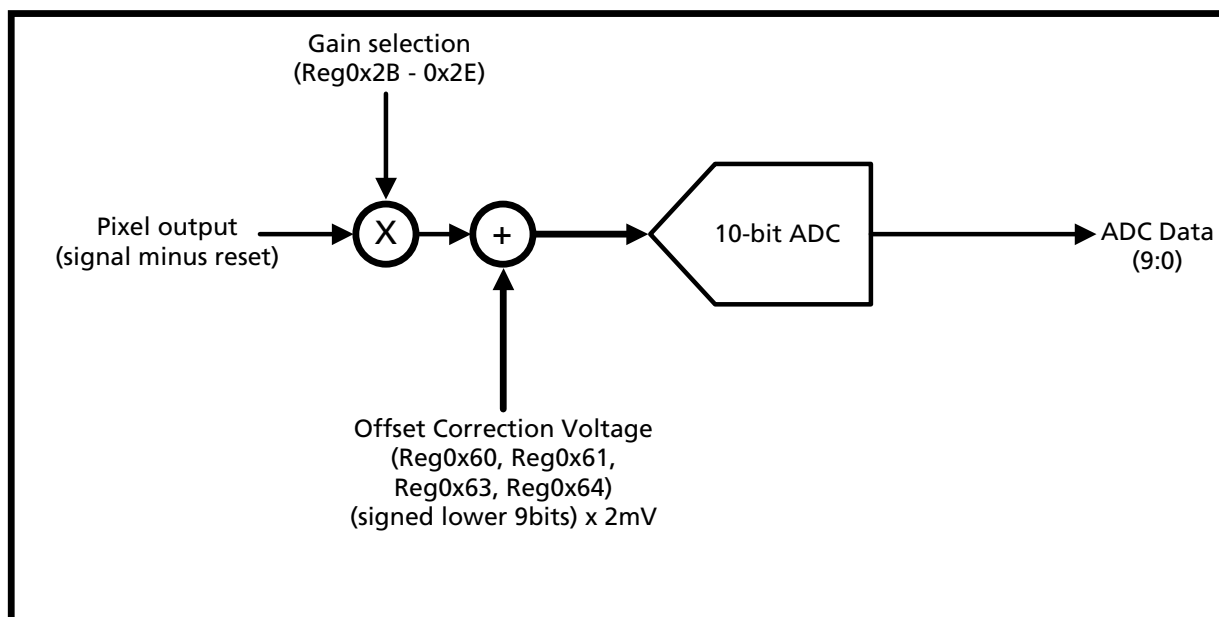 Gain selection
(Reg0x2B - 0x2E)
Pixel output
(signal minus reset)
X
+
10-bit ADC
ADC Data
(9:0)
Offset Correction Voltage
(Reg0x60, Reg0x61,
Reg0x63, Reg0x64)
(signed lower 9bits) x 2mV